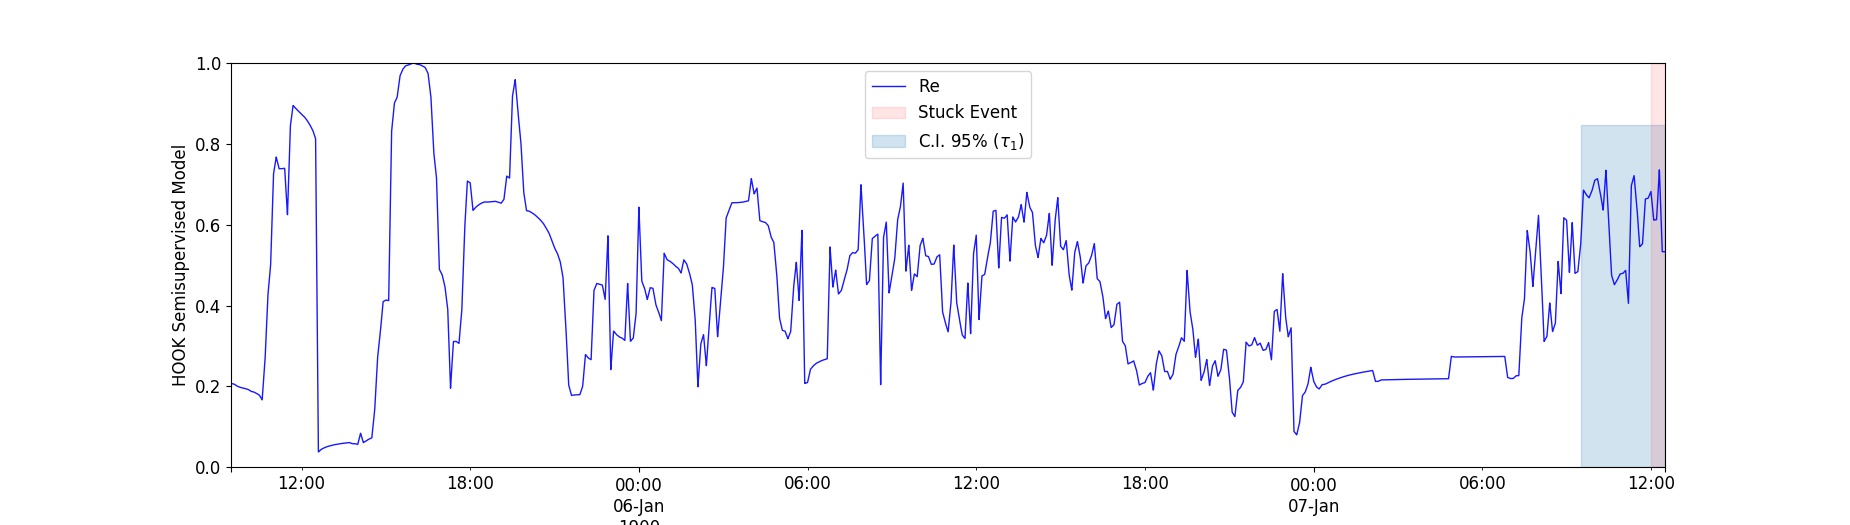 HOOK Semisupervised Model
1.0
0.8
0.6
0.4
0.2
0.0
Re
Stuck Event
C.I. 95% (τ₁)
12:00 18:00 00:00 06:00 12:00 18:00 00:00 06:00 12:00
06-Jan 07-Jan
1900